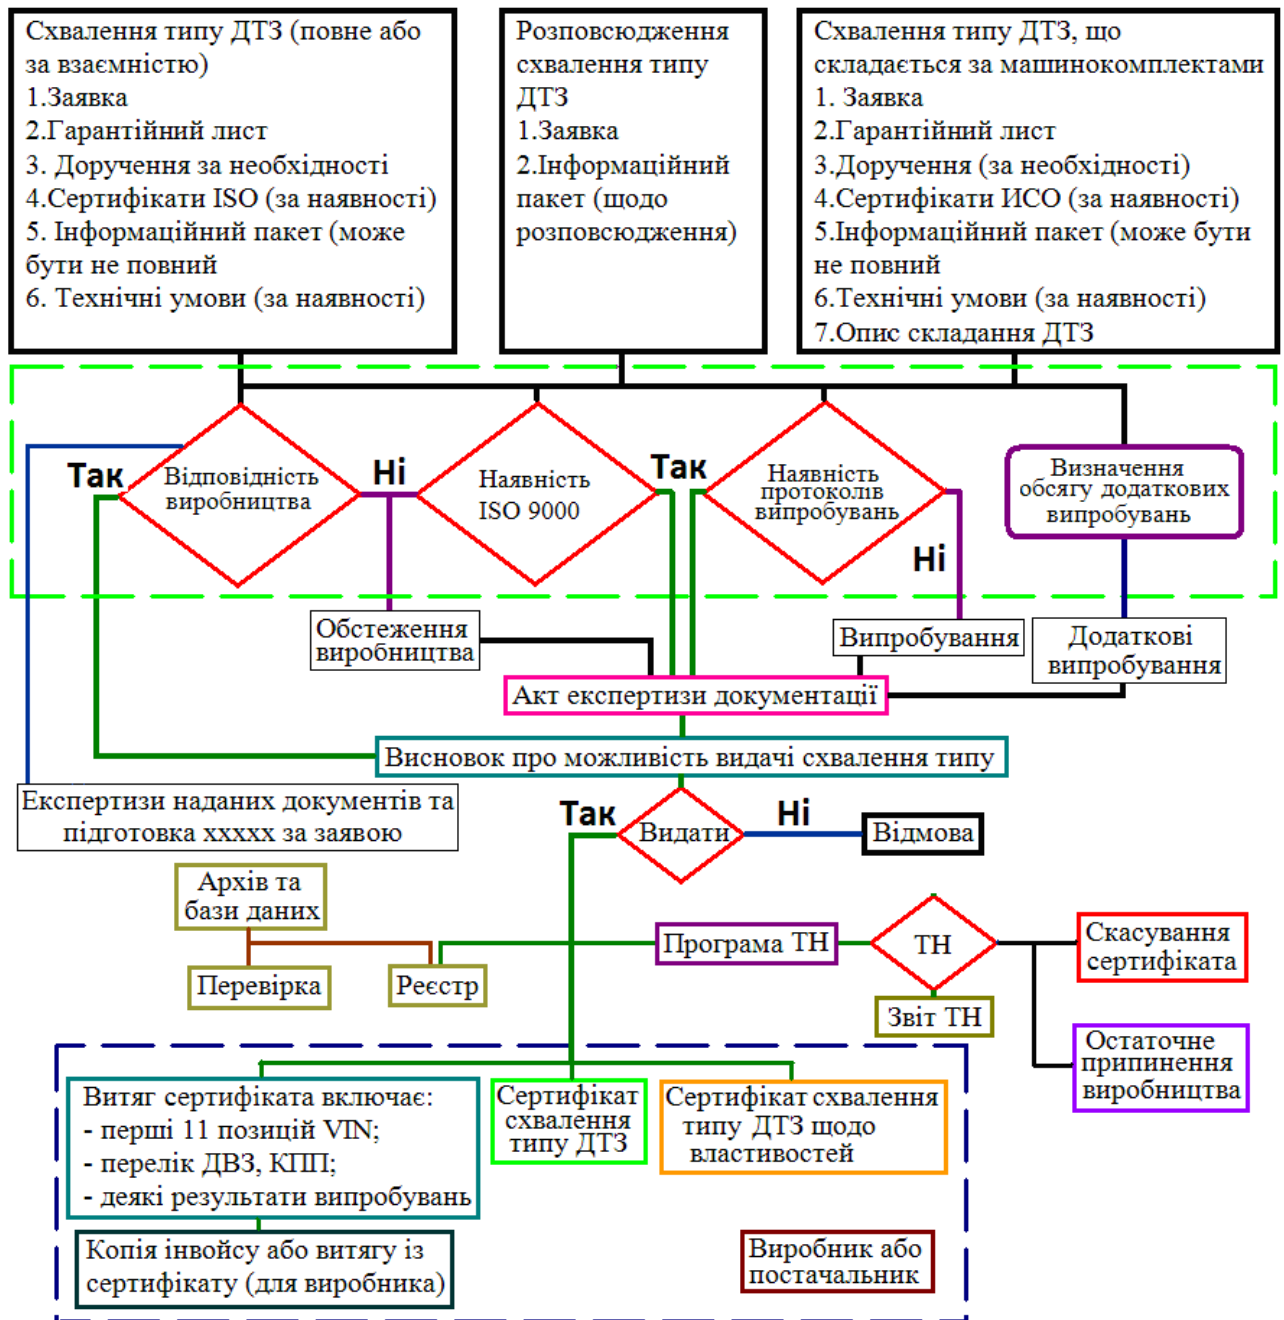 Схвалення типу ДТЗ (повне або
за взаємністю)
1.Заявка
2.Гарантійний лист
3. Доручення за необхідності
4.Сертифікати ISO (за наявності)
5. Інформаційний пакет (може
бути не повний
6. Технічні умови (за наявності)
Розповсюдження
схвалення типу
ДТЗ
1.Заявка
2.Інформаційний
пакет (щодо
розповсюдження)
Схвалення типу ДТЗ, що
складається за машинокомплектами
1. Заявка
2.Гарантійний лист
3.Доручення (за необхідності)
4.Сертифікати ИСО (за наявності)
5.Інформаційний пакет (може бути
не повний
6.Технічні умови (за наявності)
7.Опис складання ДТЗ
Так
Відповідність
виробництва
Ні
Наявність
ISO 9000
Так
Наявність
протоколів
випробувань
Ні
Визначення
обсягу додаткових
випробувань
Обстеження
виробництва
Випробування
Додаткові
випробування
Акт експертизи документації
Висновок про можливість видачі схвалення типу
Експертизи наданих документів та
підготовка ххххх за заявою
Так
Видати
Ні
Відмова
Архів та
бази даних
Перевірка
Реєстр
Програма ТН
ТН
Звіт ТН
Скасування
сертифіката
Остаточне
припинення
виробництва
Витяг сертифіката включає:
- перші 11 позицій VIN;
- перелік ДВЗ, КПП;
- деякі результати випробувань
Сертифікат
схвалення
типу ДТЗ
Сертифікат схвалення
типу ДТЗ щодо
властивостей
Копія інвойсу або витягу із
сертифікату (для виробника)
Виробник або
постачальник